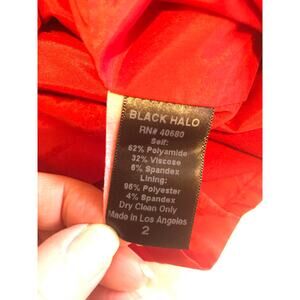 BLACK HALO
RN# 40680
Self:
62% Polyamide
32% Viscose
6% Spandex
Lining:
96% Polyester
4% Spandex
Dry Clean Only
Made in Los Angeles
2